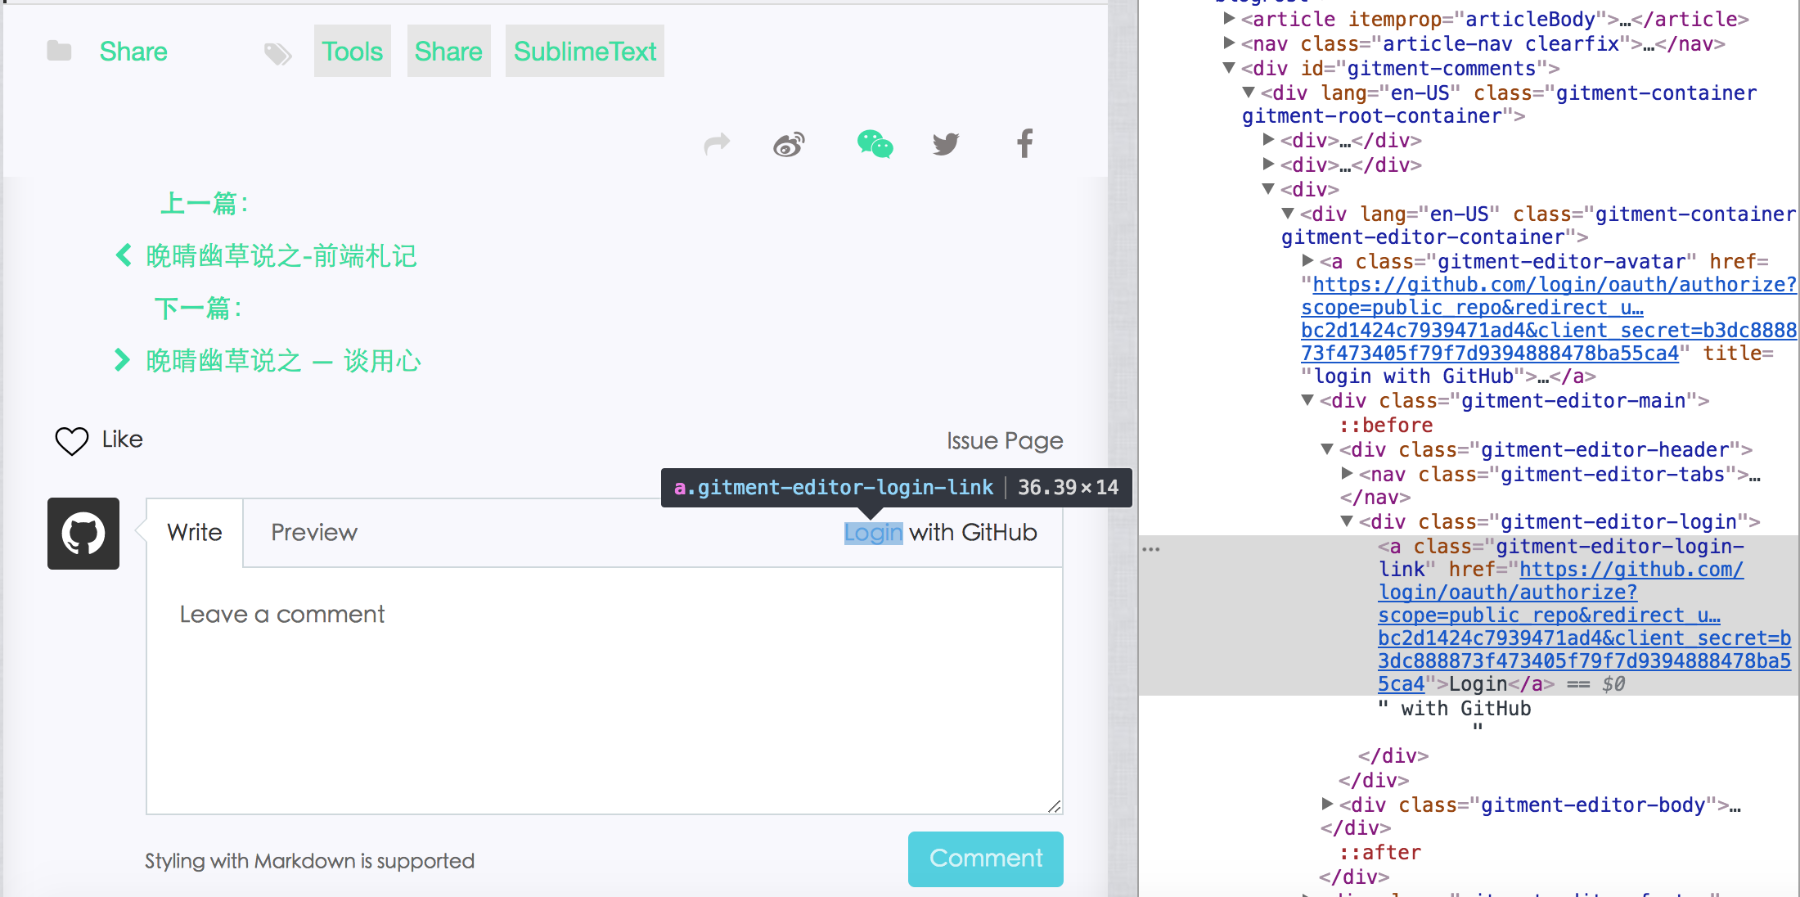 Share Tools Share SublimeText
上一篇：
晚晴幽草说之-前端札记
下一篇：
晚晴幽草说之 — 谈用心
Like Issue Page
a.gitment-editor-login-link 36.39×14
Write Preview Login with GitHub
Leave a comment
Styling with Markdown is supported
Comment
<article itemprop="articleBody">…</article>
<nav class="article-nav clearfix">…</nav>
<div id="gitment-comments">
<div lang="en-US" class="gitment-container
gitment-root-container">
<div>…</div>
<div>…</div>
<div>
<div lang="en-US" class="gitment-container
gitment-editor-container">
<a class="gitment-editor-avatar" href=
"https://github.com/login/oauth/authorize?
scope=public_repo&redirect_u…
bc2d1424c7939471ad4&client_secret=b3dc8888
73f473405f79f7d9394888478ba55ca4" title=
"login with GitHub">…</a>
<div class="gitment-editor-main">
::before
<div class="gitment-editor-header">
<nav class="gitment-editor-tabs">…
</nav>
<div class="gitment-editor-login">
<a class="gitment-editor-login-
link" href="https://github.com/
login/oauth/authorize?
scope=public_repo&redirect_u…
bc2d1424c7939471ad4&client_secret=b
3dc888873f473405f79f7d9394888478ba5
5ca4">Login</a> == $0
" with GitHub
"
</div>
</div>
<div class="gitment-editor-body">…
</div>
::after
</div>